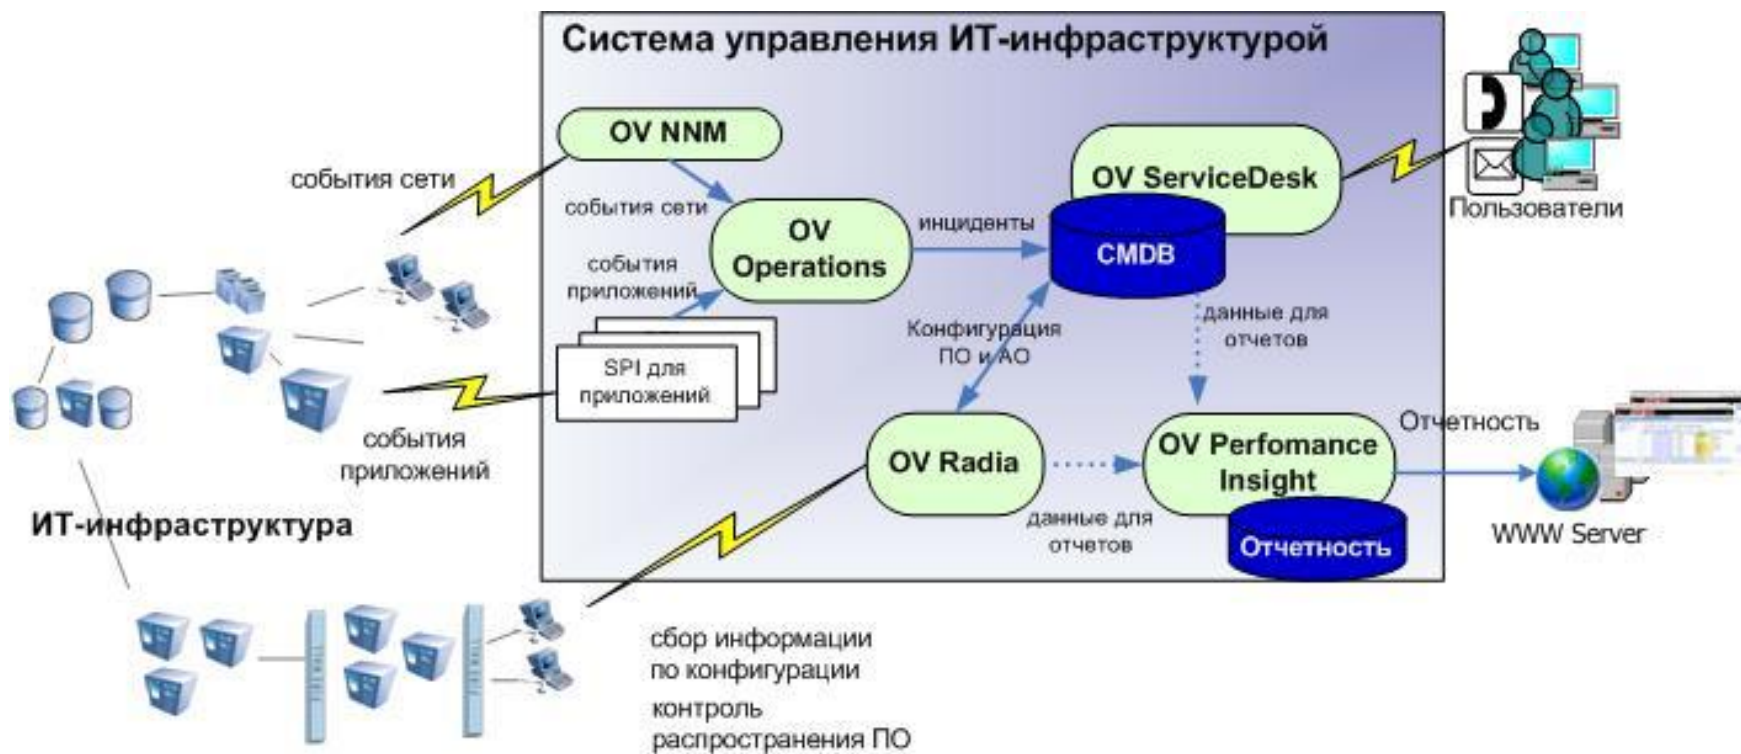 Система управления ИТ-инфраструктурой
OV NNM
события сети
события сети
OV
Operations
события
приложений
SPI для
приложений
события
приложений
инциденты
OV ServiceDesk
CMDB
Пользователи
Конфигурация
ПО и АО
данные для
отчетов
OV Radia
данные для
отчетов
OV Perfomance
Insight
Отчетность
Отчетность
WWW Server
ИТ-инфраструктура
FIREWALL
FIREWALL
сбор информации
по конфигурации
контроль
распространения ПО